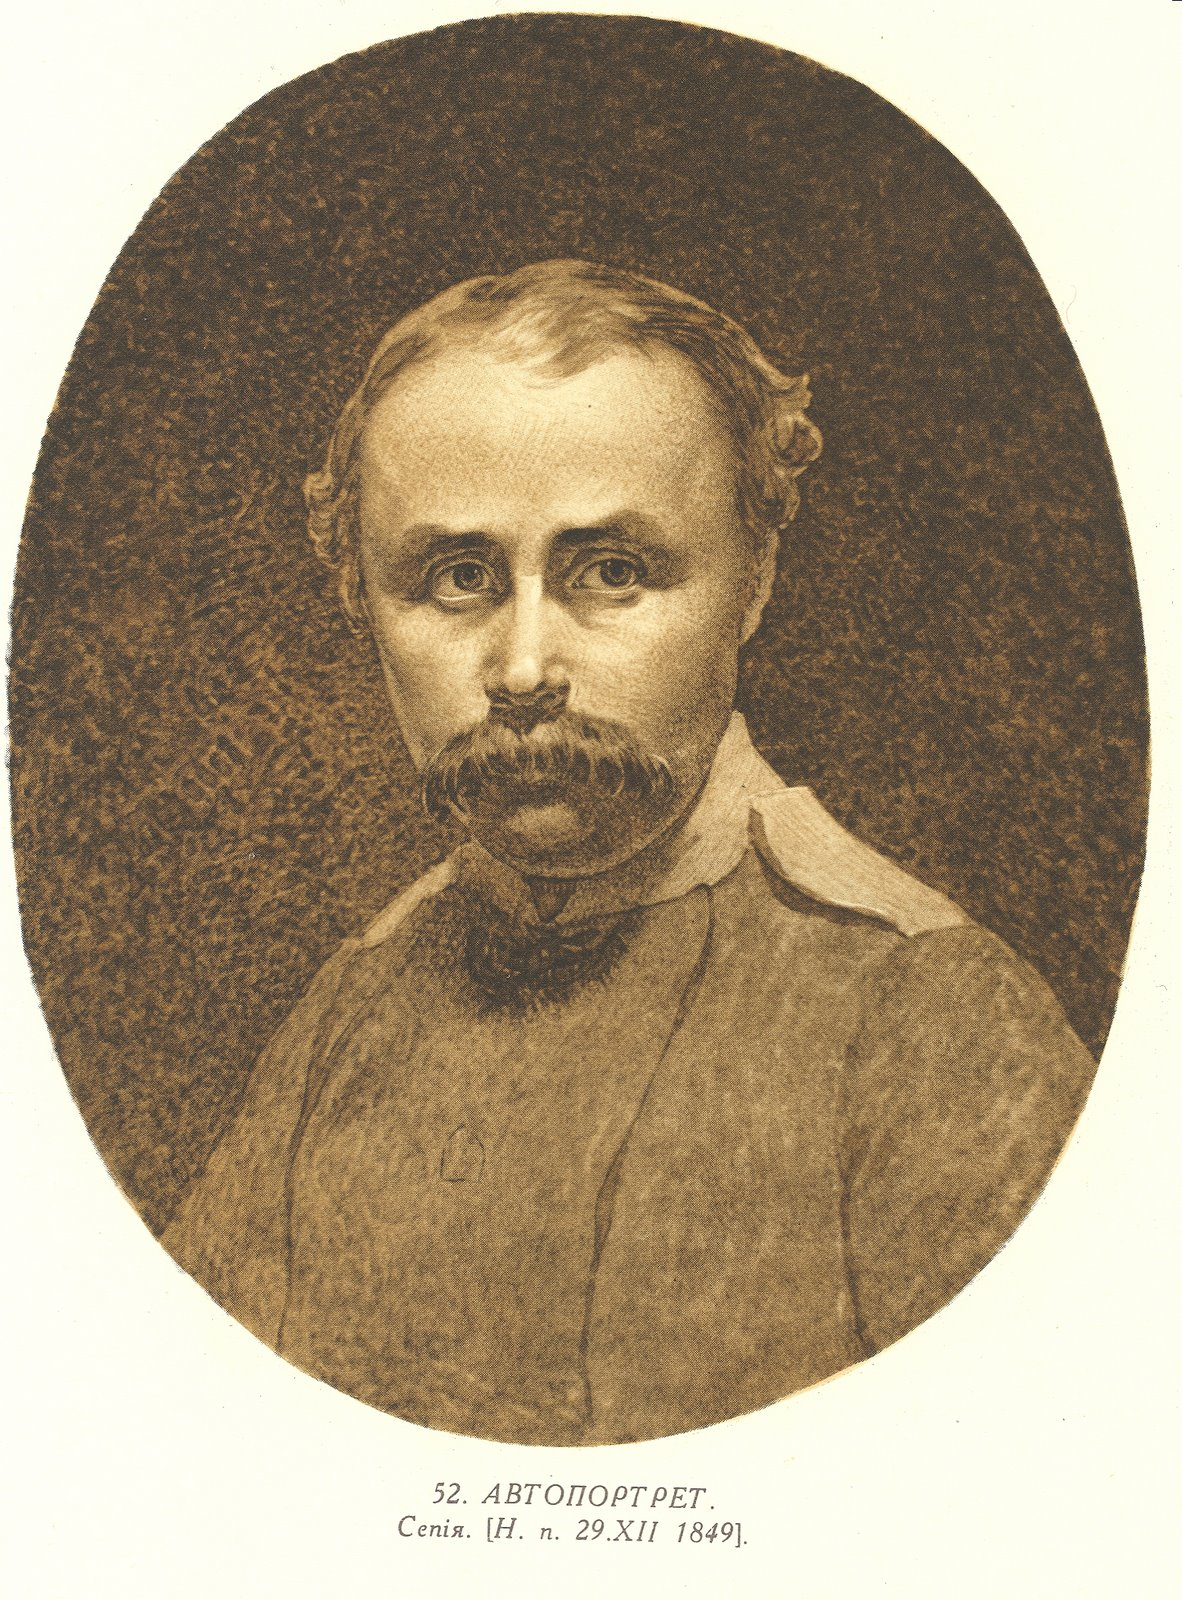 52. АВТОПОРТРЕТ.
Сепія. [Н. п. 29.XII 1849].